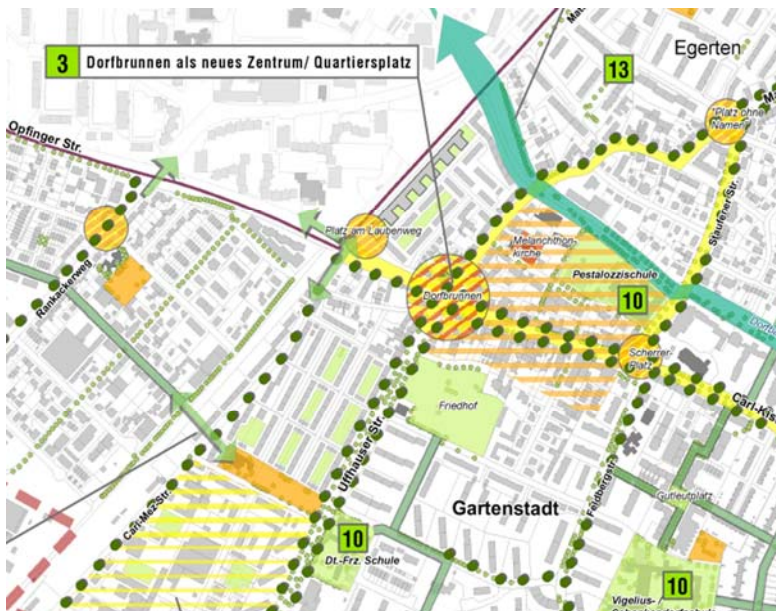 Egerten
3 Dorfbrunnen als neues Zentrum/ Quartiersplatz
13
"Platz ohne
Namen"
Opfinger Str.
Staufener Str.
Platz am Laubenweg
Melanchthon-
kirche
Pestalozzischule
Rankackerweg
Dorfbrunnen
10
Scherrer-
Platz
Carl-Kis
Friedhof
Uffhauser Str.
Feldbergstr.
Carl-Mez-Str.
Gartenstadt
Gutleutplatz
10
Dt.-Frz. Schule
10
Vigelius-